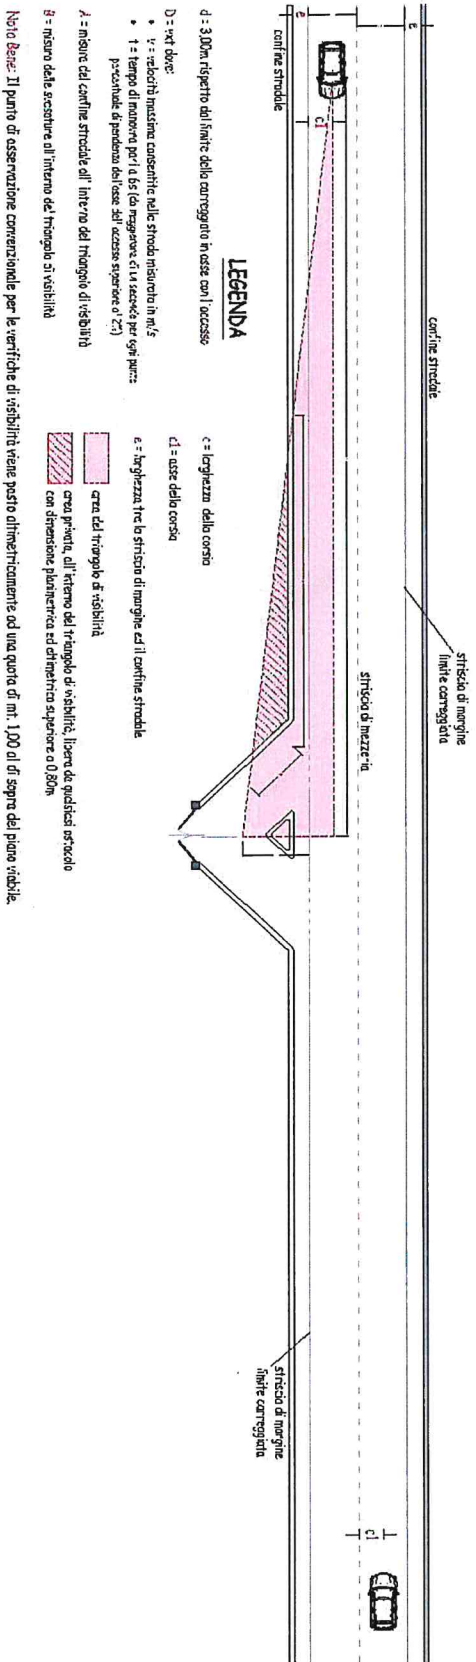 confine stradale
striscia di margine
limite carreggiata
striscia di mezzeria
e
c
c1
e
confine stradale
c1
striscia di margine
limite carreggiata
LEGENDA
d = 3,00m rispetto dal limite della carreggiata in asse con l'accesso
D = vxt Dove:
• v = velocità massima consentita nella strada misurata in m/s
• t = tempo di manovra pari a 6s (da maggiorare di un secondo per ogni punto
percentuale di pendenza dell'asse dell' accesso superiore al 2%)
A = misura del confine stradale all' interno del triangolo di visibilità
B = misura delle svasature all'interno del triangolo di visibilità
c = larghezza della corsia
c1 = asse della corsia
e = larghezza tra la striscia di margine ed il confine stradale
area del triangolo di visibilità
area privata, all'interno del triangolo di visibilità, libera da qualsiasi ostacolo
con dimensione planimetrica ed altimetrica superiore a 0,80m
Nota Bene: Il punto di osservazione convenzionale per le verifiche di visibilità viene posto altimetricamente ad una quota di mt. 1,00 al di sopra del piano viabile.